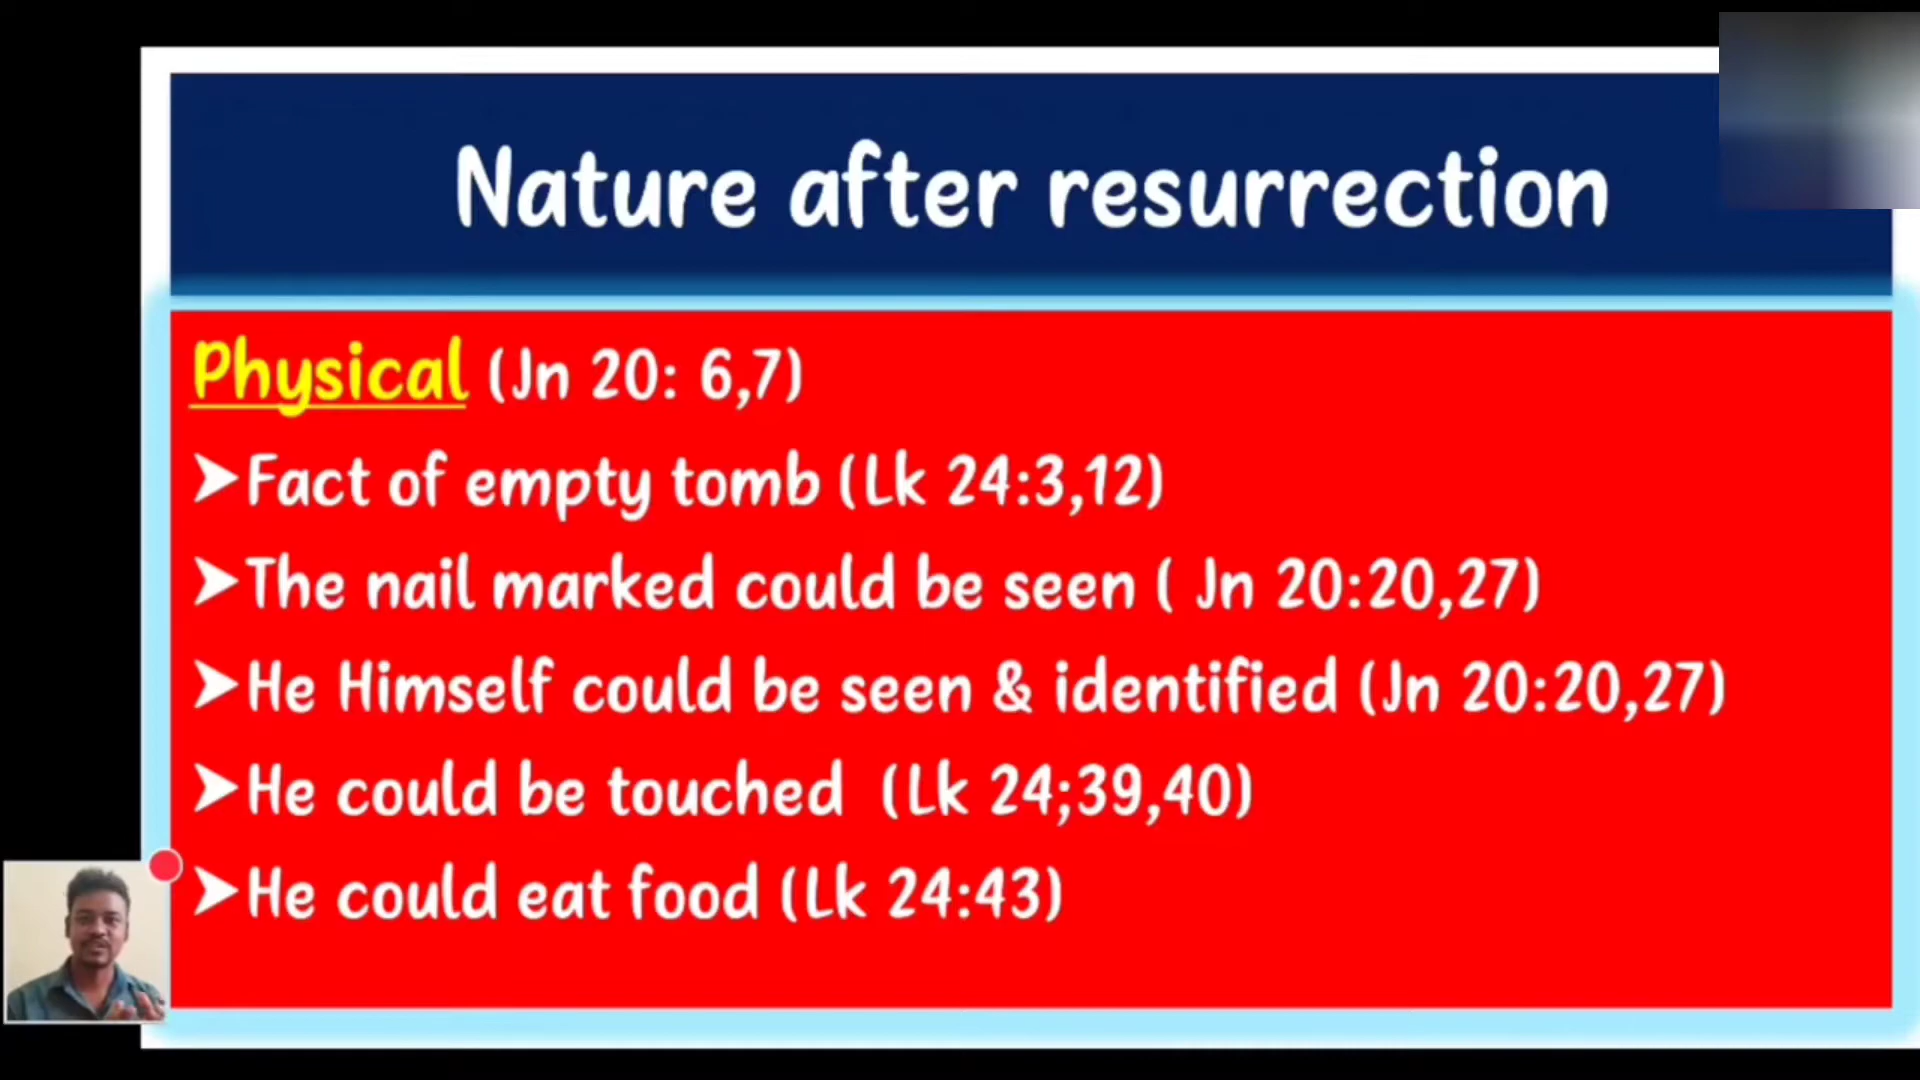 Nature after resurrection
Physical (Jn 20: 6,7)
➤Fact of empty tomb (Lk 24:3,12)
➤The nail marked could be seen ( Jn 20:20,27)
➤He Himself could be seen & identified (Jn 20:20,27)
➤He could be touched (Lk 24;39,40)
➤He could eat food (Lk 24:43)